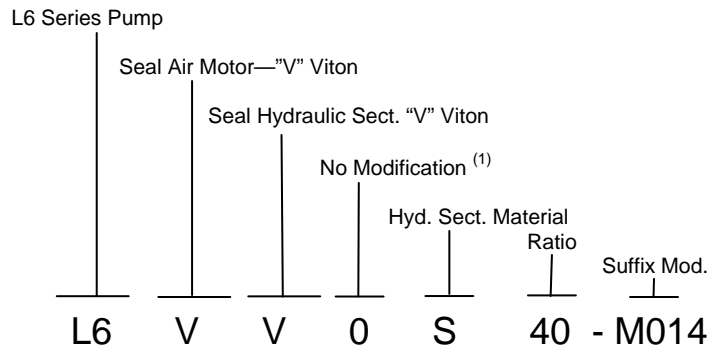 L6 Series Pump
Seal Air Motor—”V” Viton
Seal Hydraulic Sect. “V” Viton
No Modification (1)
Hyd. Sect. Material
Ratio
Suffix Mod.
L6 V V 0 S 40 - M014